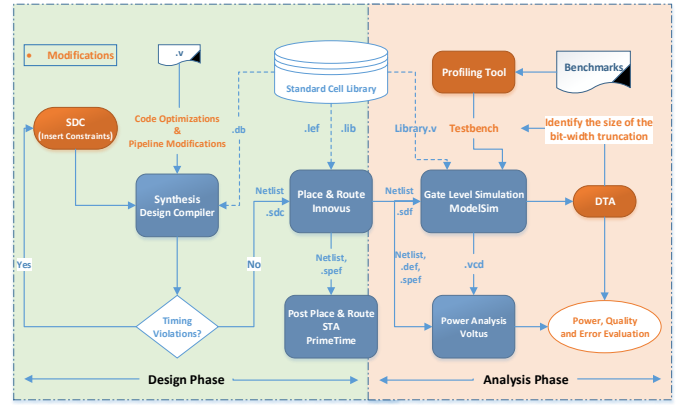 • Modifications
.v
Standard Cell Library
Profiling Tool
Benchmarks
SDC
(Insert Constraints)
Code Optimizations
&
Pipeline Modifications
.db
.lef
.lib
Library.v
Testbench
Identify the size of the
bit-width truncation
Synthesis
Design Compiler
Netlist
.sdc
Place & Route
Innovus
Netlist
.sdf
Gate Level Simulation
ModelSim
DTA
Yes
No
Netlist,
.spef
Netlist,
.def,
.spef
.vcd
Timing
Violations?
Post Place & Route
STA
PrimeTime
Power Analysis
Voltus
Power, Quality
and Error Evaluation
Design Phase
Analysis Phase